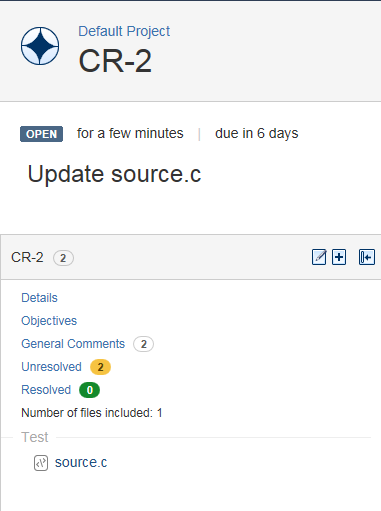 Default Project
CR-2
OPEN for a few minutes | due in 6 days
Update source.c
CR-2 2
Details
Objectives
General Comments 2
Unresolved 2
Resolved 0
Number of files included: 1
Test
source.c